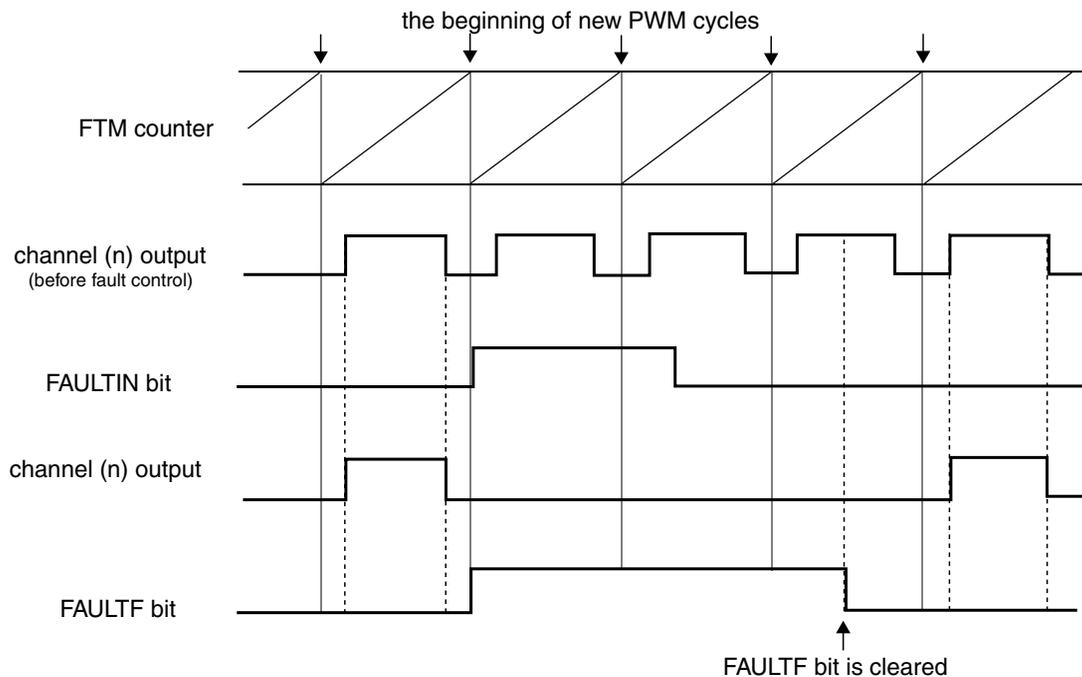 the beginning of new PWM cycles
FTM counter
channel (n) output
(before fault control)
FAULTIN bit
channel (n) output
FAULTF bit
FAULTF bit is cleared